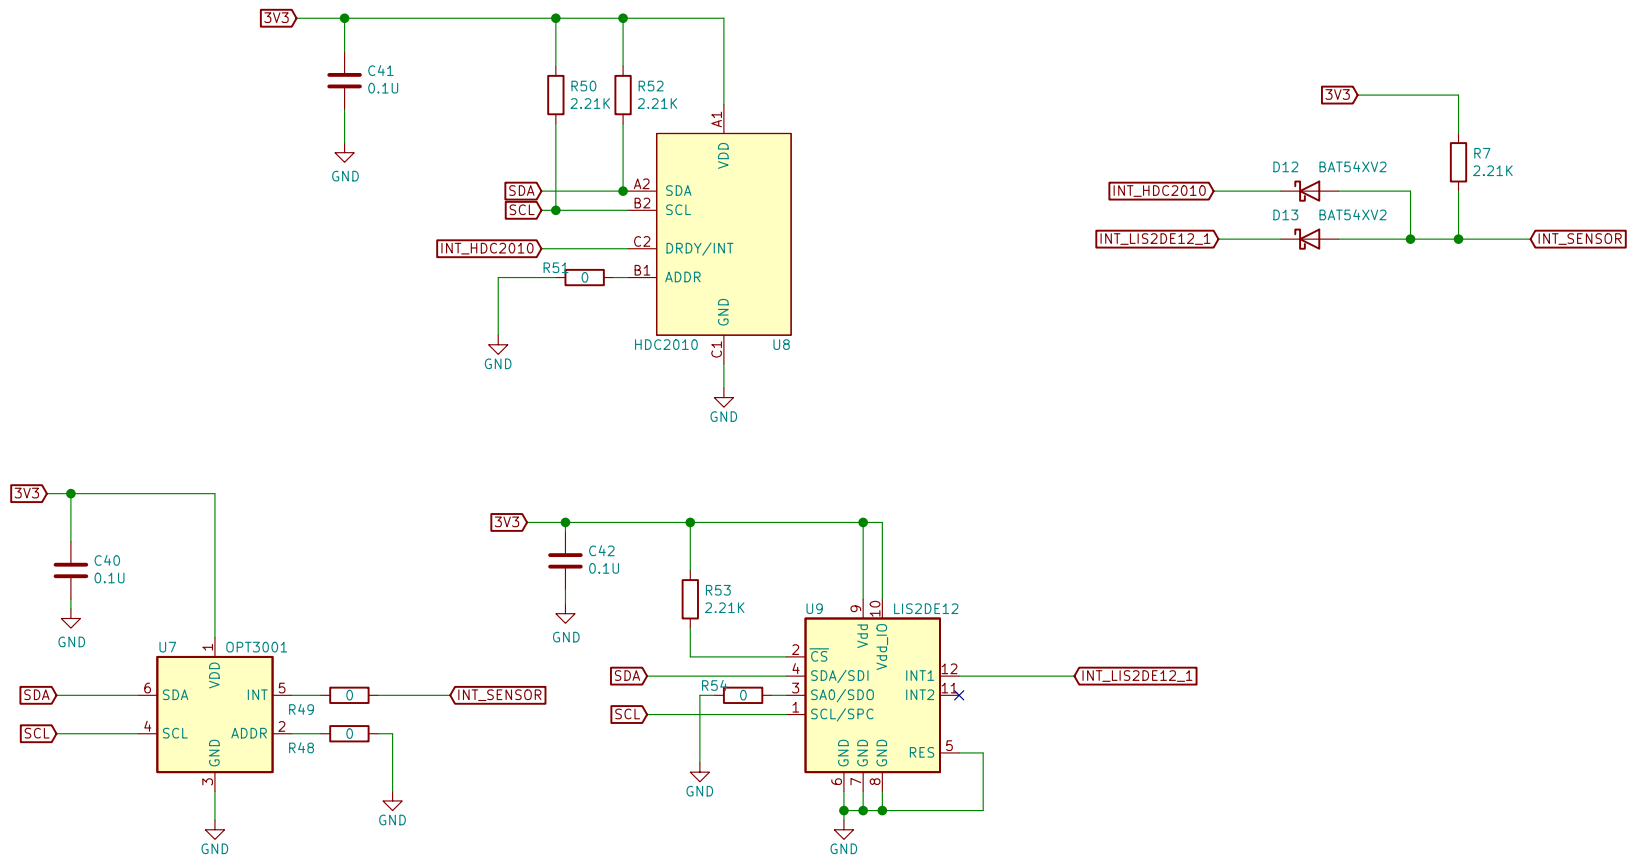 3V3
C41
0.1U
GND
R50
2.21K
R52
2.21K
A1
VDD
SDA
A2
SDA
SCL
B2
SCL
INT_HDC2010
C2
DRDY/INT
R51
0
B1
ADDR
GND
GND
HDC2010
U8
C1
GND
3V3
R7
2.21K
D12
BAT54XV2
INT_HDC2010
D13
BAT54XV2
INT_LIS2DE12_1
INT_SENSOR
3V3
C40
0.1U
GND
U7
OPT3001
1
VDD
SDA
6
SDA
INT
5
0
INT_SENSOR
R49
SCL
4
SCL
ADDR
2
0
R48
GND
3
GND
GND
3V3
C42
0.1U
GND
R53
2.21K
U9
LIS2DE12
9
10
Vdd
Vdd_IO
2
CS
SDA
4
SDA/SDI
INT1
12
INT_LIS2DE12_1
R54
0
3
SA0/SDO
INT2
11
SCL
1
SCL/SPC
GND
RES
5
GND
GND
GND
6
7
8
GND